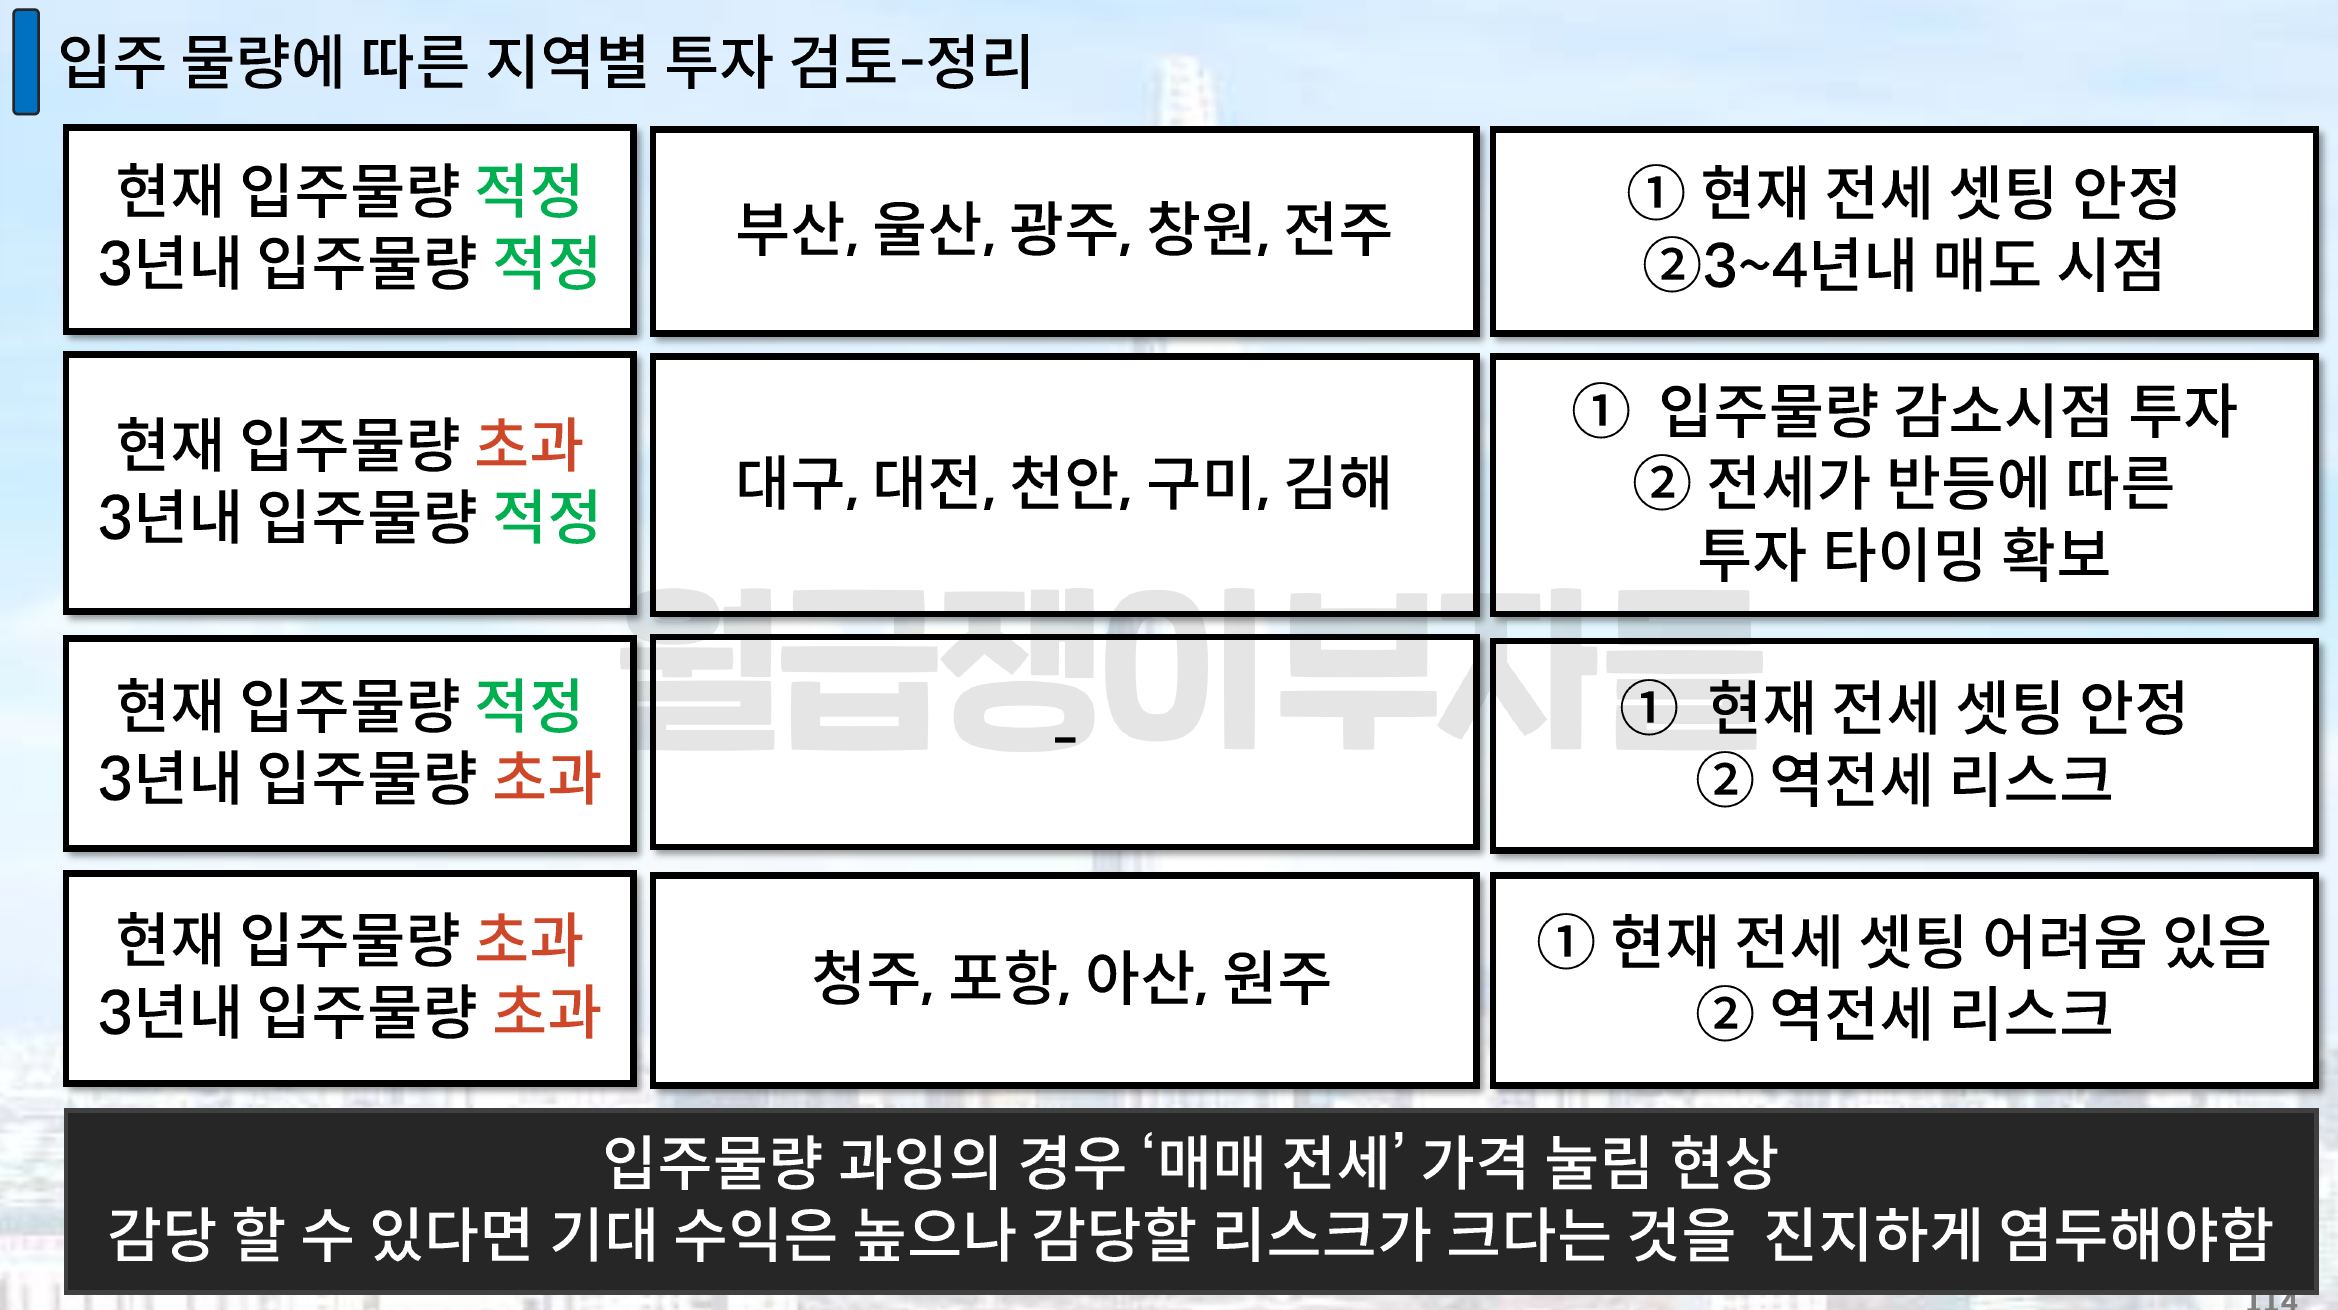 입주 물량에 따른 지역별 투자 검토-정리
현재 입주물량 적정
3년내 입주물량 적정
부산, 울산, 광주, 창원, 전주
① 현재 전세 셋팅 안정
②3~4년내 매도 시점
현재 입주물량 초과
3년내 입주물량 적정
대구, 대전, 천안, 구미, 김해
① 입주물량 감소시점 투자
② 전세가 반등에 따른
투자 타이밍 확보
현재 입주물량 적정
3년내 입주물량 초과
-
① 현재 전세 셋팅 안정
② 역전세 리스크
월급쟁이부자들
현재 입주물량 초과
3년내 입주물량 초과
청주, 포항, 아산, 원주
① 현재 전세 셋팅 어려움 있음
② 역전세 리스크
입주물량 과잉의 경우 ‘매매 전세’ 가격 눌림 현상
감당 할 수 있다면 기대 수익은 높으나 감당할 리스크가 크다는 것을 진지하게 염두해야함
114